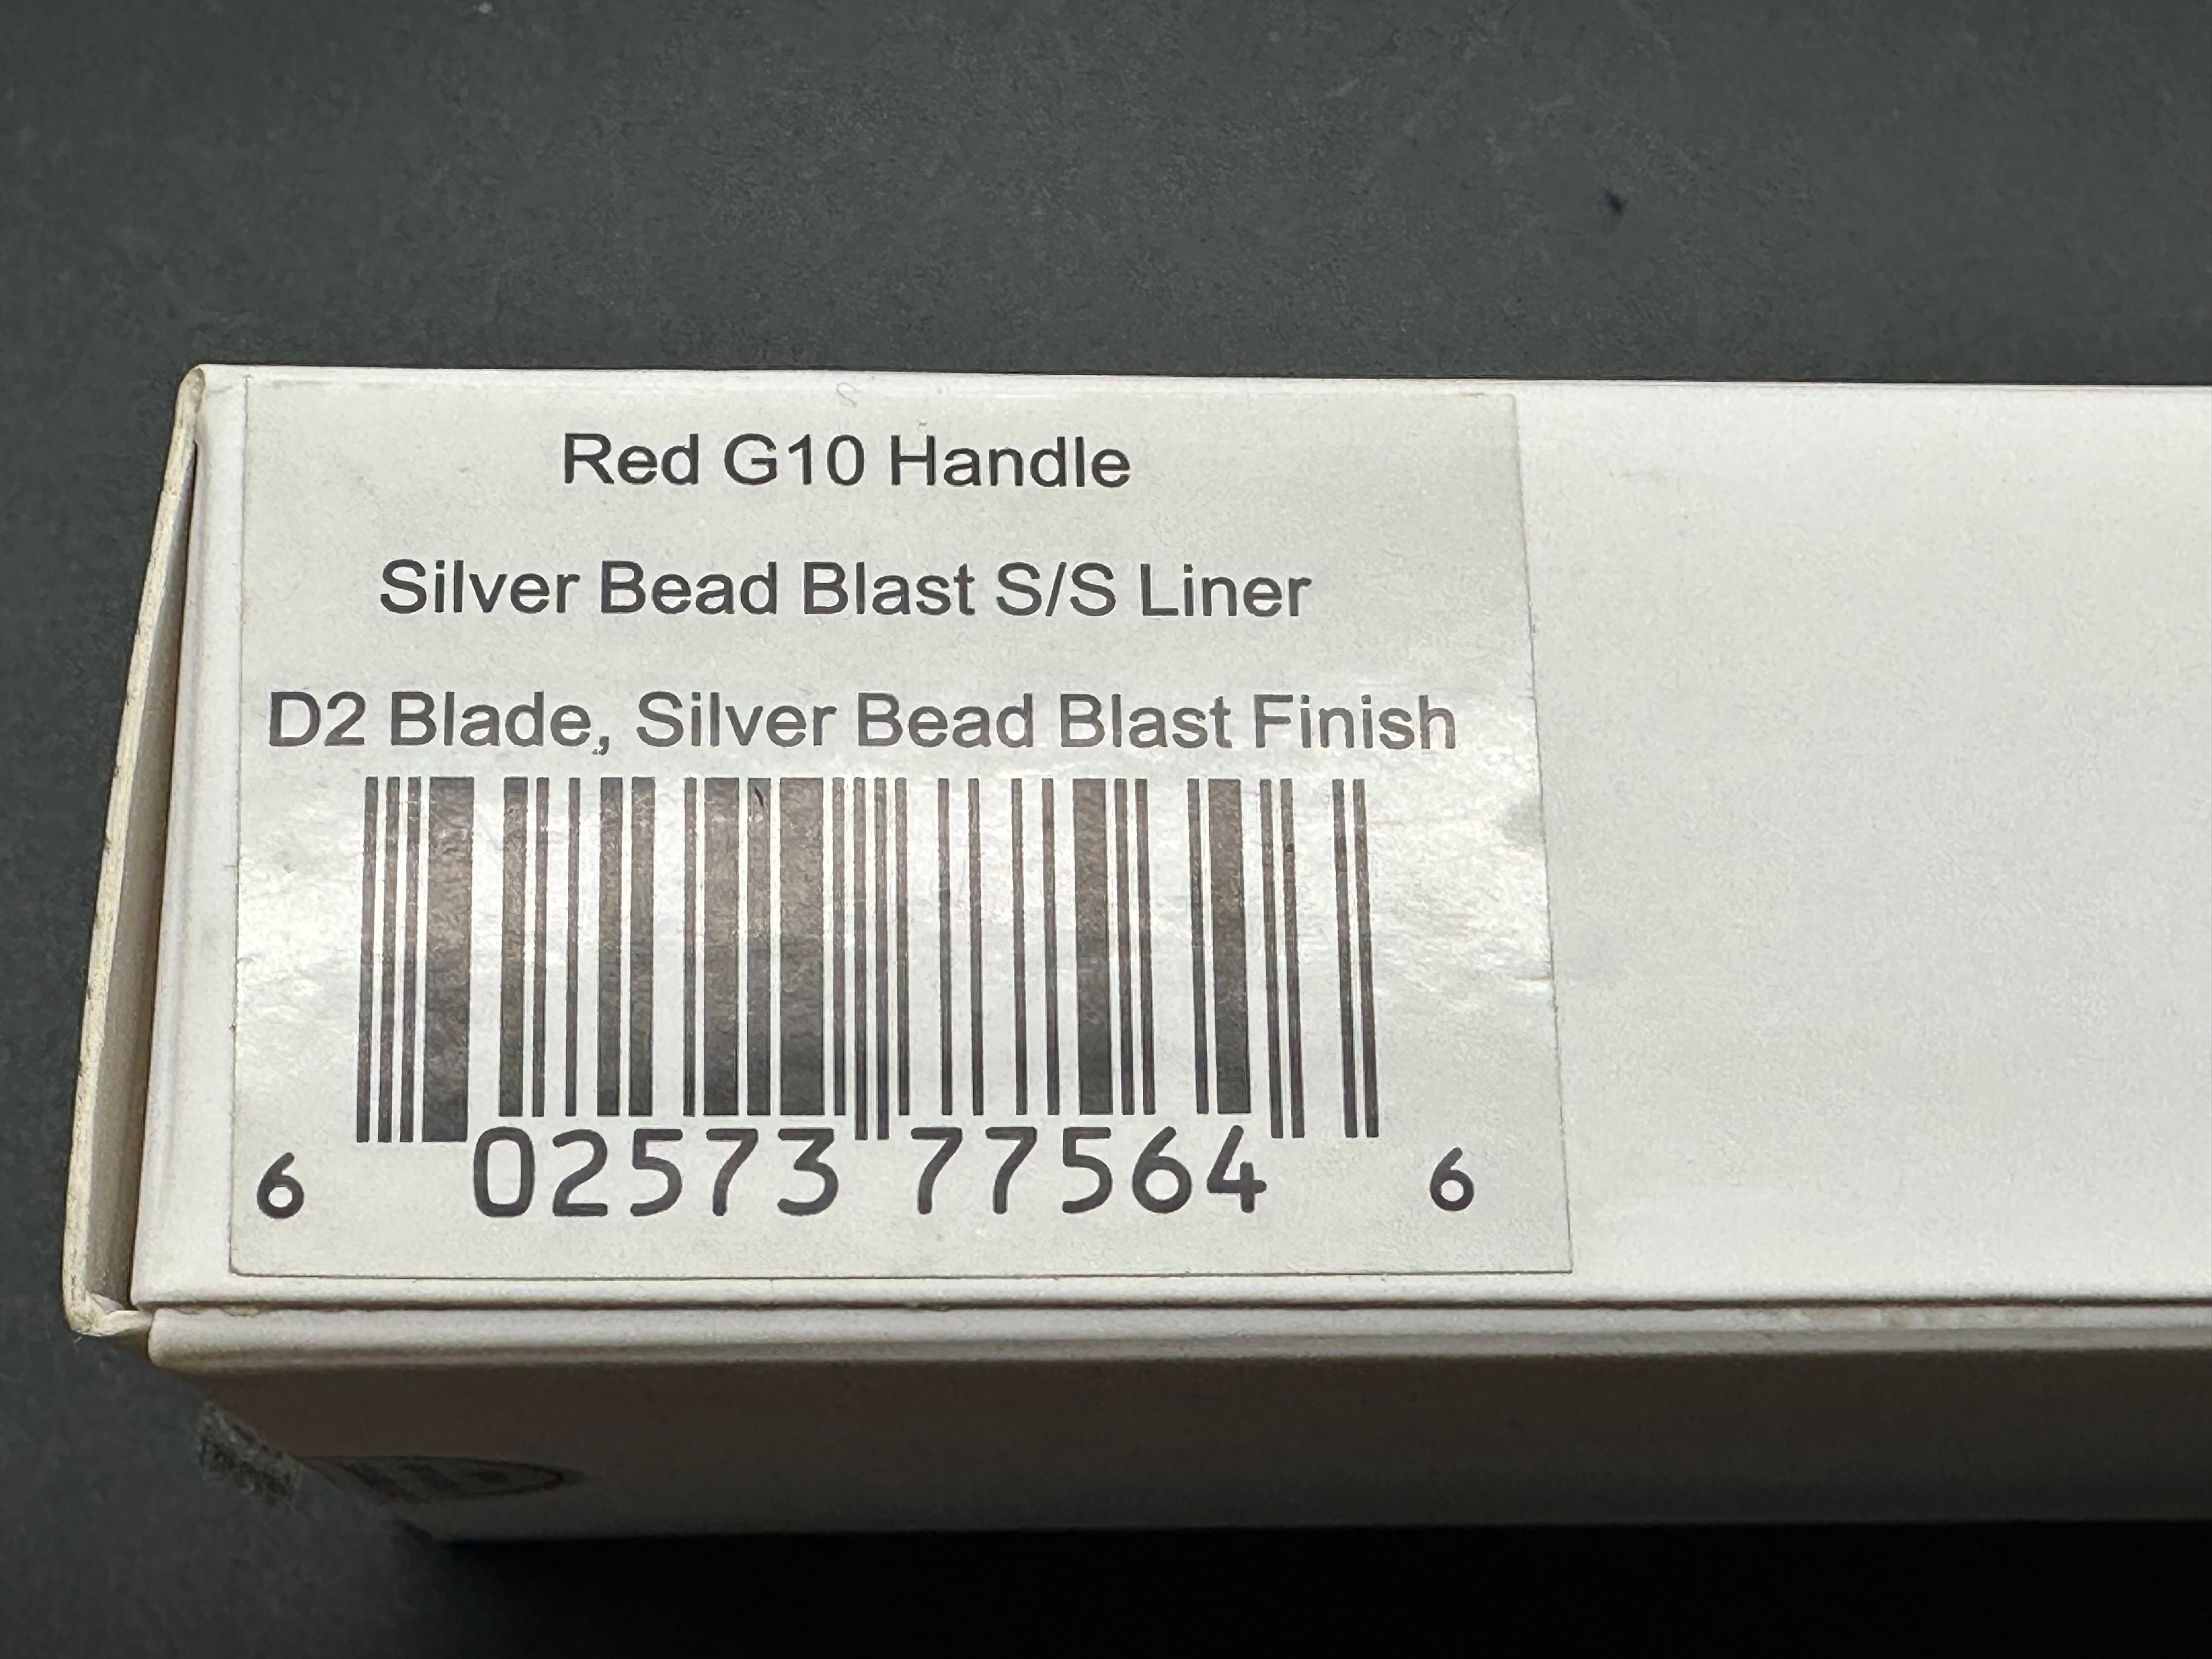 Red G10 Handle
Silver Bead Blast S/S Liner
D2 Blade, Silver Bead Blast Finish
6 02573 77564 6